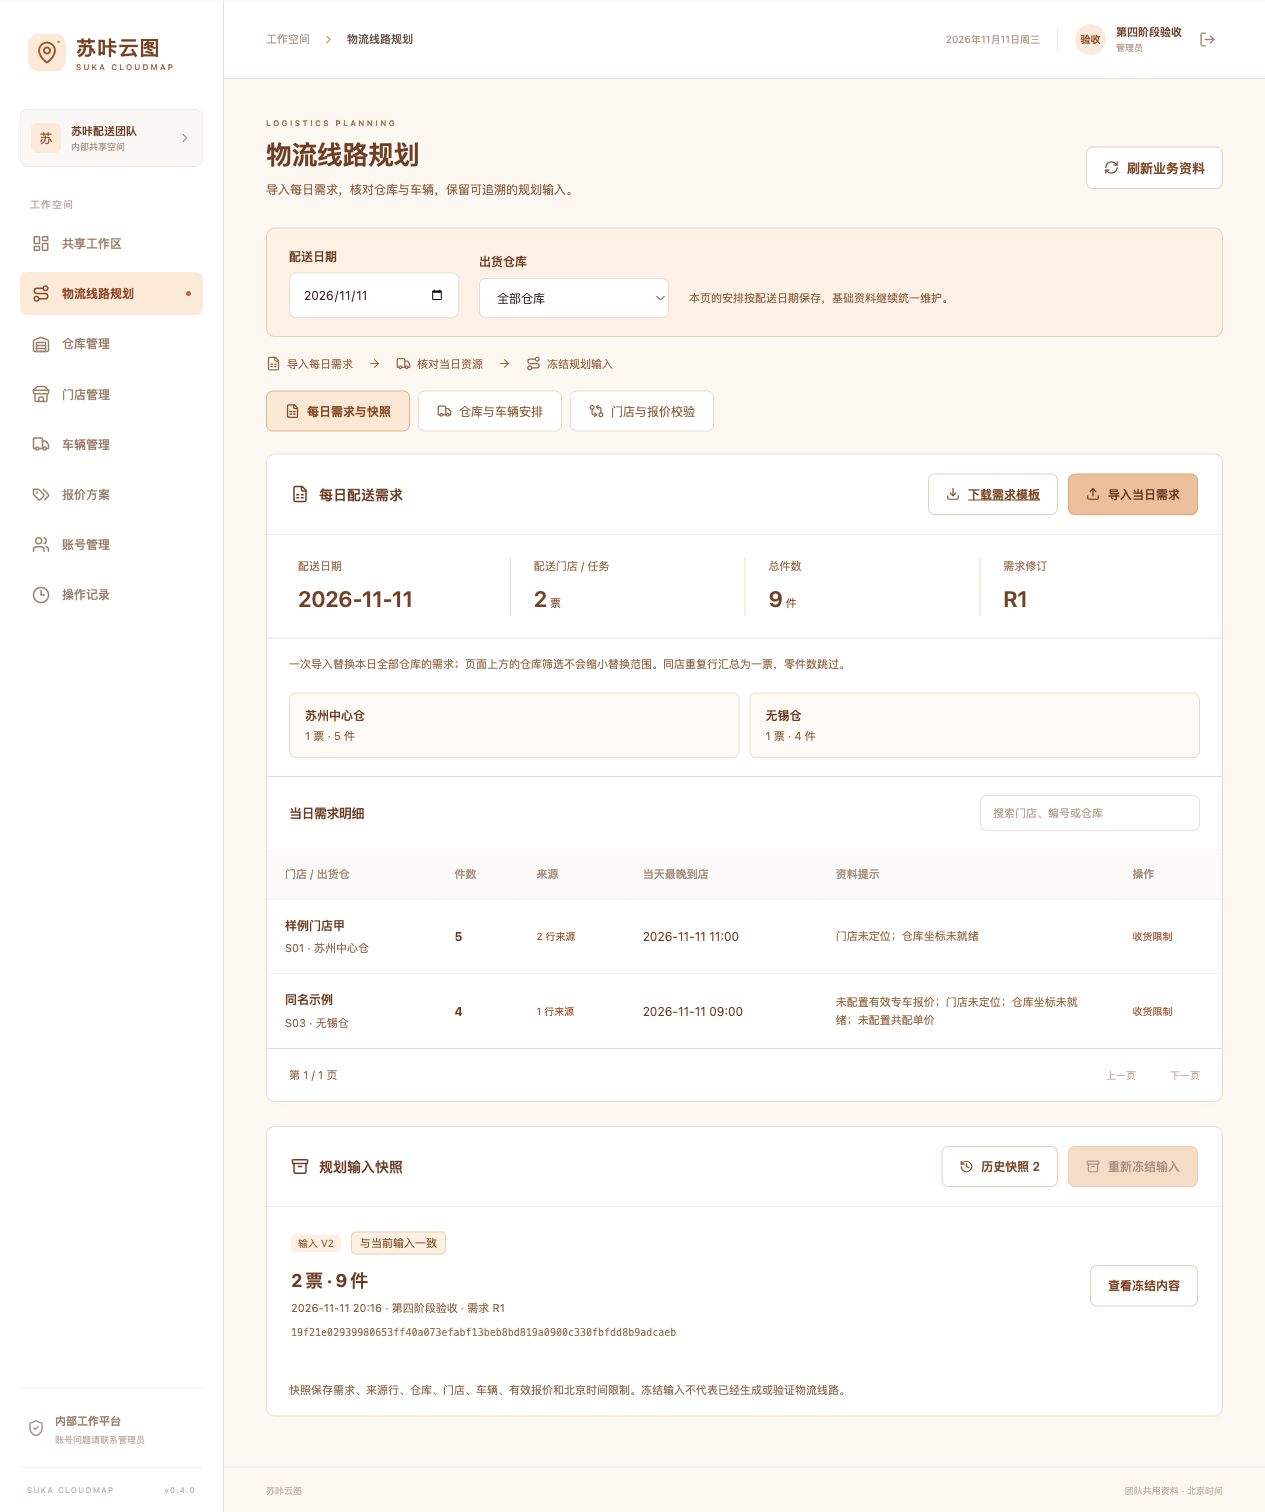 苏咔云图
SUKA CLOUDMAP
苏
苏咔配送团队
内部共享空间
工作空间
共享工作区
物流线路规划
仓库管理
门店管理
车辆管理
报价方案
账号管理
操作记录
内部工作平台
账号问题请联系管理员
SUKA CLOUDMAP
v0.4.0
工作空间
物流线路规划
2026年11月11日周三
验收
第四阶段验收
管理员
LOGISTICS PLANNING
物流线路规划
导入每日需求，核对仓库与车辆，保留可追溯的规划输入。
刷新业务资料
配送日期
2026/11/11
出货仓库
全部仓库
本页的安排按配送日期保存，基础资料继续统一维护。
导入每日需求
核对当日资源
冻结规划输入
每日需求与快照
仓库与车辆安排
门店与报价校验
每日配送需求
下载需求模板
导入当日需求
配送日期
2026-11-11
配送门店 / 任务
2 票
总件数
9 件
需求修订
R1
一次导入替换本日全部仓库的需求；页面上方的仓库筛选不会缩小替换范围。同店重复行汇总为一票，零件数跳过。
苏州中心仓
1 票 · 5 件
无锡仓
1 票 · 4 件
当日需求明细
搜索门店、编号或仓库
门店 / 出货仓
件数
来源
当天最晚到店
资料提示
操作
样例门店甲
S01 · 苏州中心仓
5
2 行来源
2026-11-11 11:00
门店未定位；仓库坐标未就绪
收货限制
同名示例
S03 · 无锡仓
4
1 行来源
2026-11-11 09:00
未配置有效专车报价；门店未定位；仓库坐标未就
绪；未配置共配单价
收货限制
第 1 / 1 页
上一页
下一页
规划输入快照
历史快照 2
重新冻结输入
输入 V2
与当前输入一致
2 票 · 9 件
2026-11-11 20:16 · 第四阶段验收 · 需求 R1
19f21e02939980653ff40a073efabf13beb8bd819a0900c330fbfdd8b9adcaeb
查看冻结内容
快照保存需求、来源行、仓库、门店、车辆、有效报价和北京时间限制。冻结输入不代表已经生成或验证物流线路。
苏咔云图
团队共用资料 · 北京时间